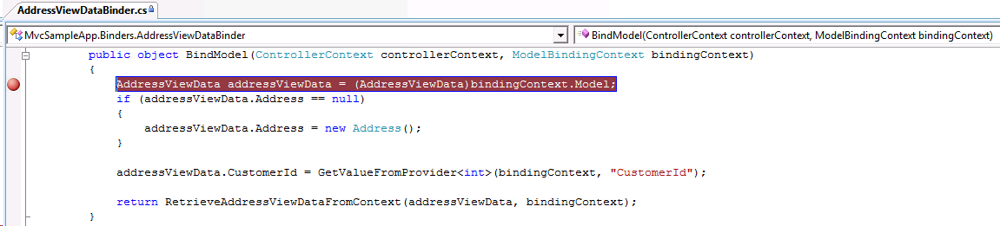 AddressViewDataBinder.cs
MvcSampleApp.Binders.AddressViewDataBinder
BindModel(ControllerContext controllerContext, ModelBindingContext bindingContext)
public object BindModel(ControllerContext controllerContext, ModelBindingContext bindingContext)
{
AddressViewData addressViewData = (AddressViewData)bindingContext.Model;
if (addressViewData.Address == null)
{
addressViewData.Address = new Address();
}
addressViewData.CustomerId = GetValueFromProvider<int>(bindingContext, "CustomerId");
return RetrieveAddressViewDataFromContext(addressViewData, bindingContext);
}